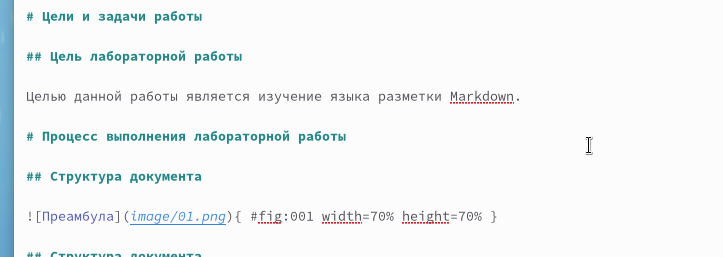 # Цели и задачи работы
## Цель лабораторной работы
Целью данной работы является изучение языка разметки Markdown.
# Процесс выполнения лабораторной работы
## Структура документа
![Преамбула](image/01.png){ #fig:001 width=70% height=70% }
## Структура документа